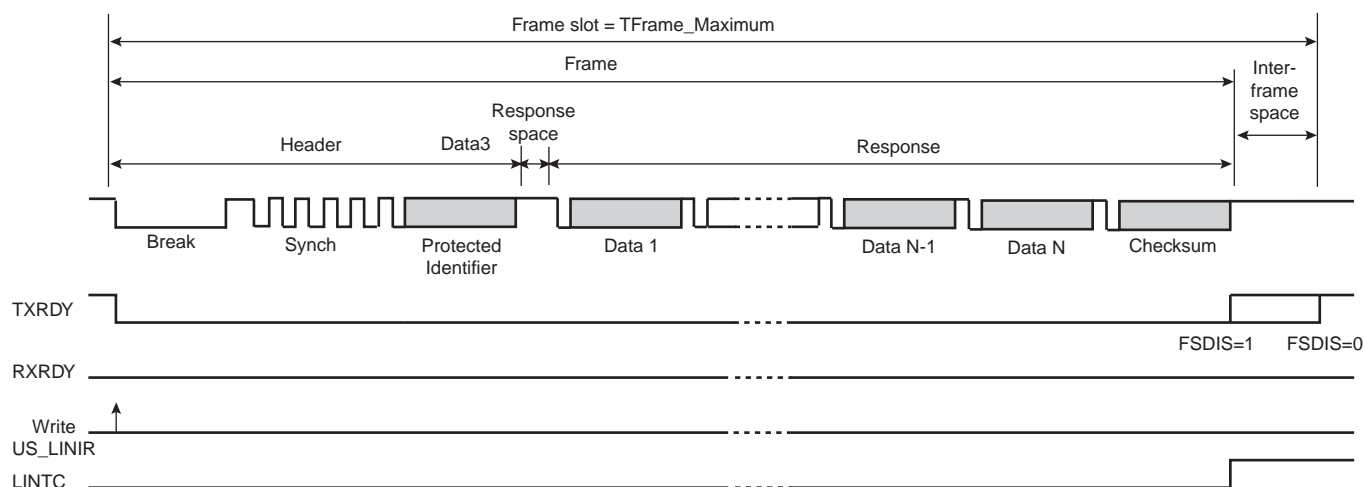 Frame slot = TFrame_Maximum
Frame
Inter-
frame
space
Response
space
Header
Data3
Response
Break
Synch
Protected
Identifier
Data 1
Data N-1
Data N
Checksum
TXRDY
FSDIS=1
FSDIS=0
RXRDY
Write
US_LINIR
LINTC